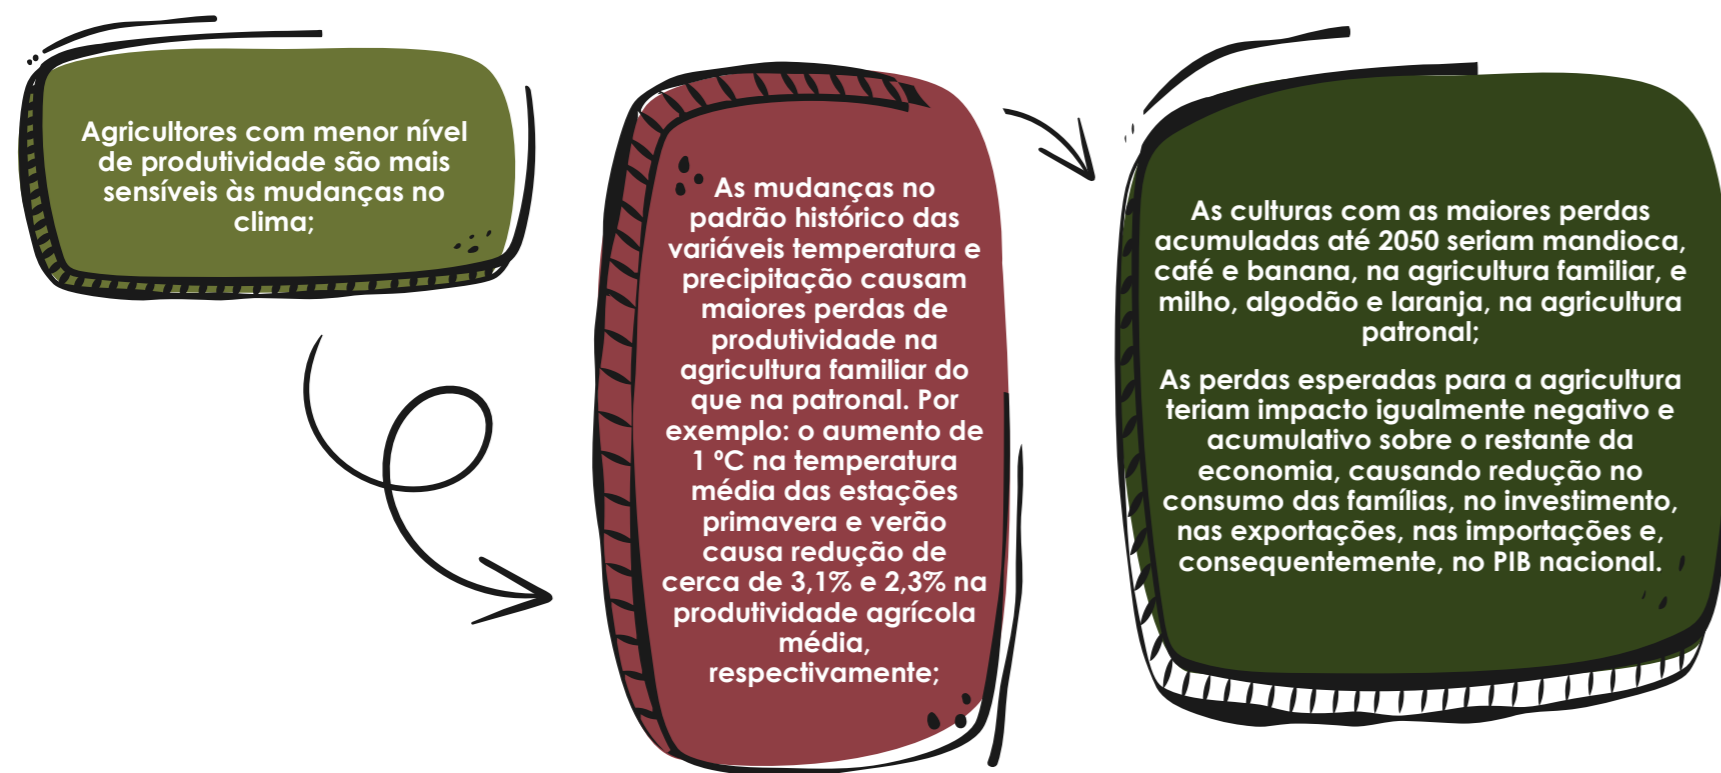 Agricultores com menor nível
de produtividade são mais
sensíveis às mudanças no
clima;
As mudanças no
padrão histórico das
variáveis temperatura e
precipitação causam
maiores perdas de
produtividade na
agricultura familiar do
que na patronal. Por
exemplo: o aumento de
1 ºC na temperatura
média das estações
primavera e verão
causa redução de
cerca de 3,1% e 2,3% na
produtividade agrícola
média,
respectivamente;
As culturas com as maiores perdas
acumuladas até 2050 seriam mandioca,
café e banana, na agricultura familiar, e
milho, algodão e laranja, na agricultura
patronal;
As perdas esperadas para a agricultura
teriam impacto igualmente negativo e
acumulativo sobre o restante da
economia, causando redução no
consumo das famílias, no investimento,
nas exportações, nas importações e,
consequentemente, no PIB nacional.